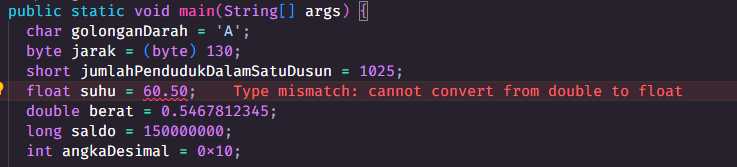 public static void main(String[] args) {
char golonganDarah = 'A';
byte jarak = (byte) 130;
short jumlahPendudukDalamSatuDusun = 1025;
float suhu = 60.50; Type mismatch: cannot convert from double to float
double berat = 0.5467812345;
long saldo = 150000000;
int angkaDesimal = 0x10;